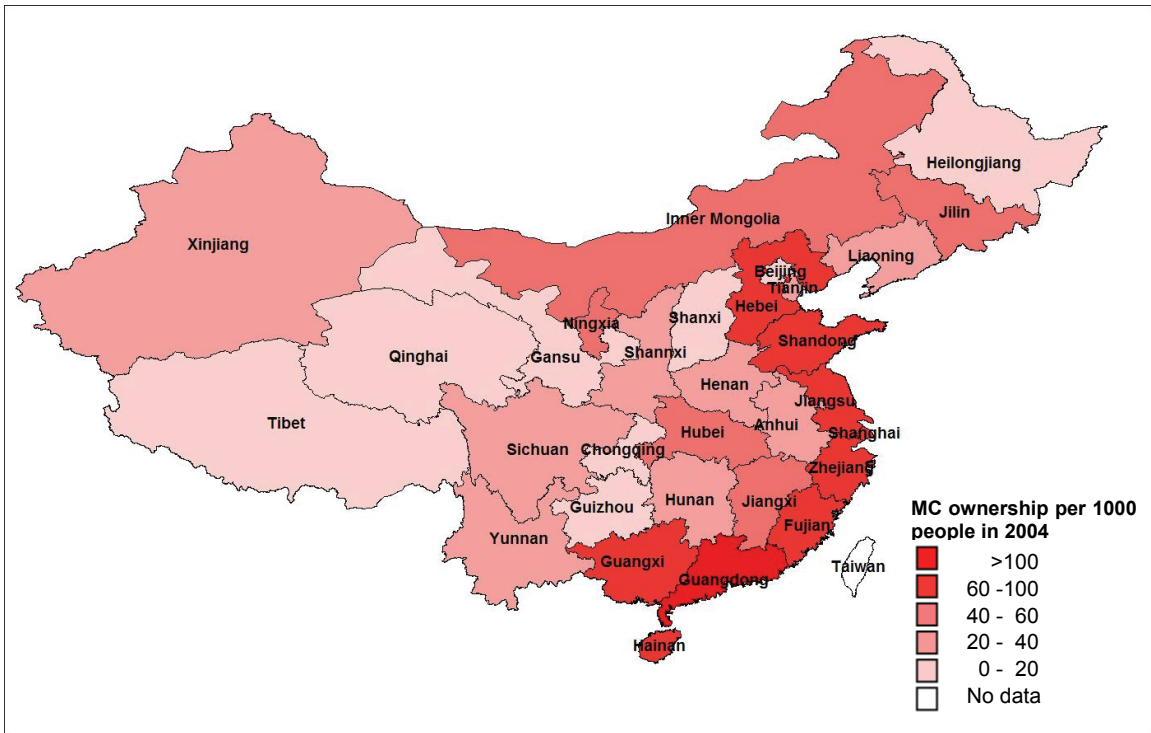 Heilongjiang
Jilin
Inner Mongolia
Xinjiang
Liaoning
Beijing
Tianjin
Hebei
Shanxi
Ningxia
Shandong
Qinghai
Gansu
Shannxi
Henan
Jiangsu
Tibet
Anhui
Shanghai
Hubei
Sichuan
Chongqing
Zhejiang
Hunan
Jiangxi
Guizhou
Fujian
Yunnan
Guangxi
Guangdong
Taiwan
Hainan
MC ownership per 1000
people in 2004
>100
60 -100
40 - 60
20 - 40
0 - 20
No data